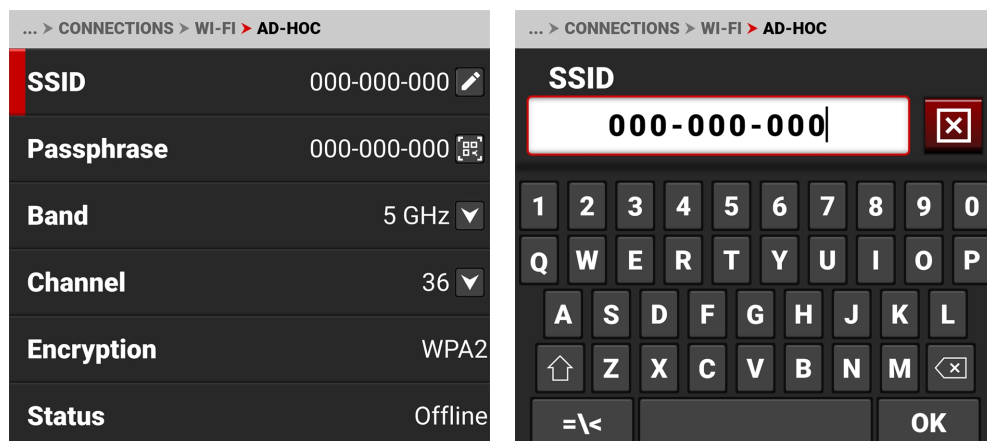 ... > CONNECTIONS > WI-FI > AD-HOC
SSID 000-000-000
Passphrase 000-000-000
Band 5 GHz
Channel 36
Encryption WPA2
Status Offline
... > CONNECTIONS > WI-FI > AD-HOC
SSID
000-000-000
1 2 3 4 5 6 7 8 9 0
Q W E R T Y U I O P
A S D F G H J K L
Z X C V B N M
=\< OK